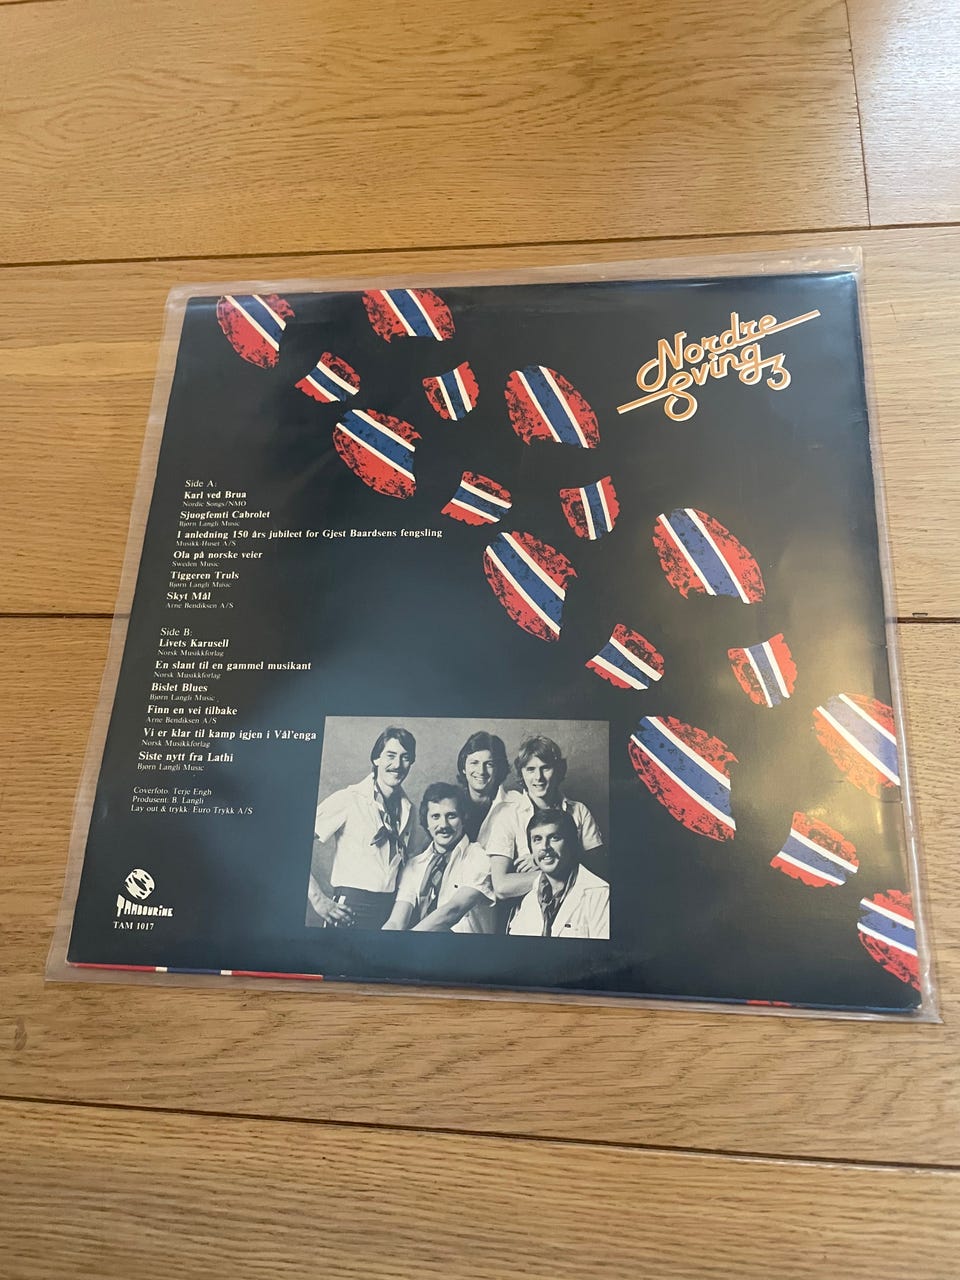 Nordre
Sving 3
Side A:
Karl ved Brua
Nordic Songs/NMO
Sjuogfemti Cabrolet
Bjørn Langli Music
I anledning 150 års jubileet for Gjest Baardsens fengsling
Musikk-Huset A/S
Ola på norske veier
Sweden Music
Tiggeren Truls
Bjørn Langli Music
Skyt Mål
Arne Bendiksen A/S
Side B:
Livets Karusell
Norsk Musikkforlag
En slant til en gammel musikant
Norsk Musikkforlag
Bislet Blues
Bjørn Langli Music
Finn en vei tilbake
Arne Bendiksen A/S
Vi er klar til kamp igjen i Vål'enga
Norsk Musikkforlag
Siste nytt fra Lathi
Bjørn Langli Music
Coverfoto: Terje Engh
Produsent: B. Langli
Lay out & trykk: Euro Trykk A/S
TAMBOURINE
TAM 1017